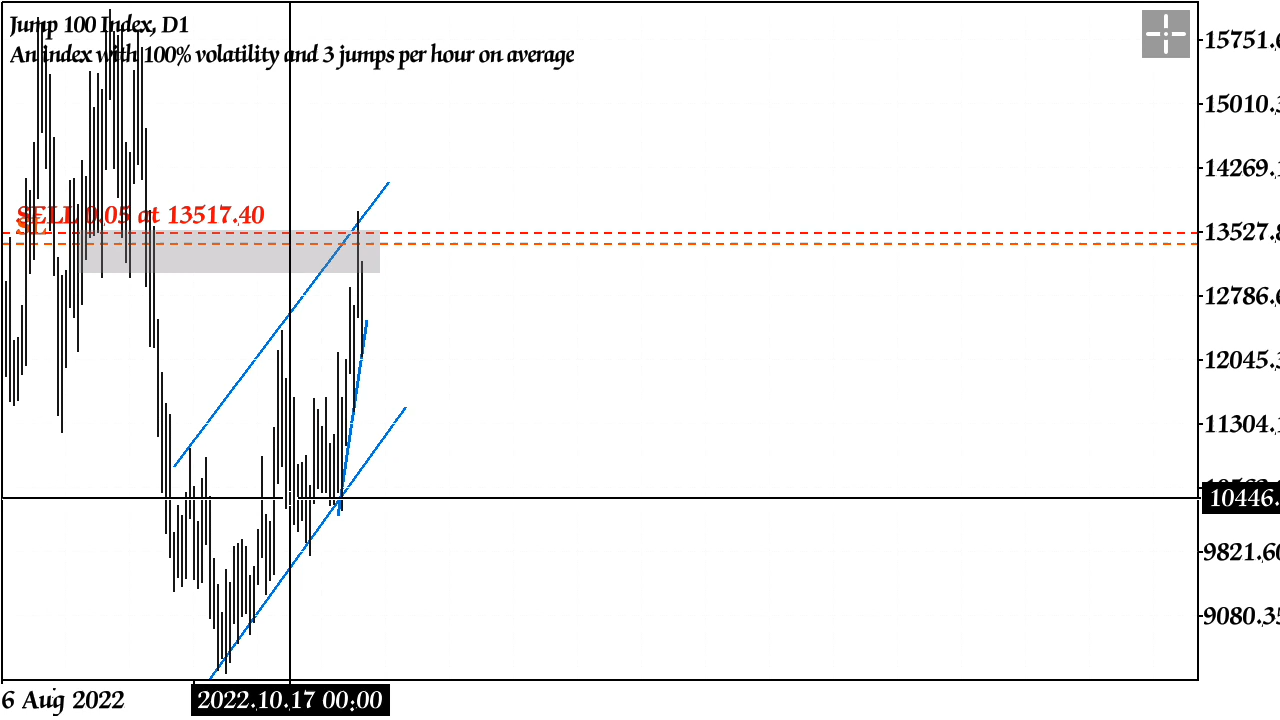 Jump 100 Index, D1
An index with 100% volatility and 3 jumps per hour on average
15751.6
15010.3
14269.1
SELL 0.05 at 13517.40
SL
13527.8
12786.6
12045.3
11304.1
10446.
9821.60
9080.35
6 Aug 2022
2022.10.17 00:00